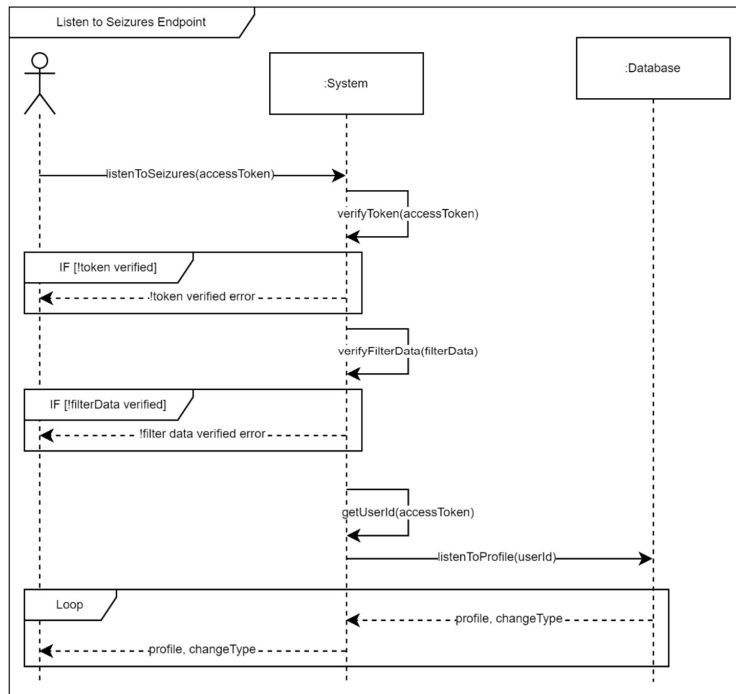 Listen to Seizures Endpoint
:System
:Database
listenToSeizures(accessToken)
verifyToken(accessToken)
IF [!token verified]
!token verified error
verifyFilterData(filterData)
IF [!filterData verified]
!filter data verified error
getUserId(accessToken)
listenToProfile(userId)
Loop
profile, changeType
profile, changeType